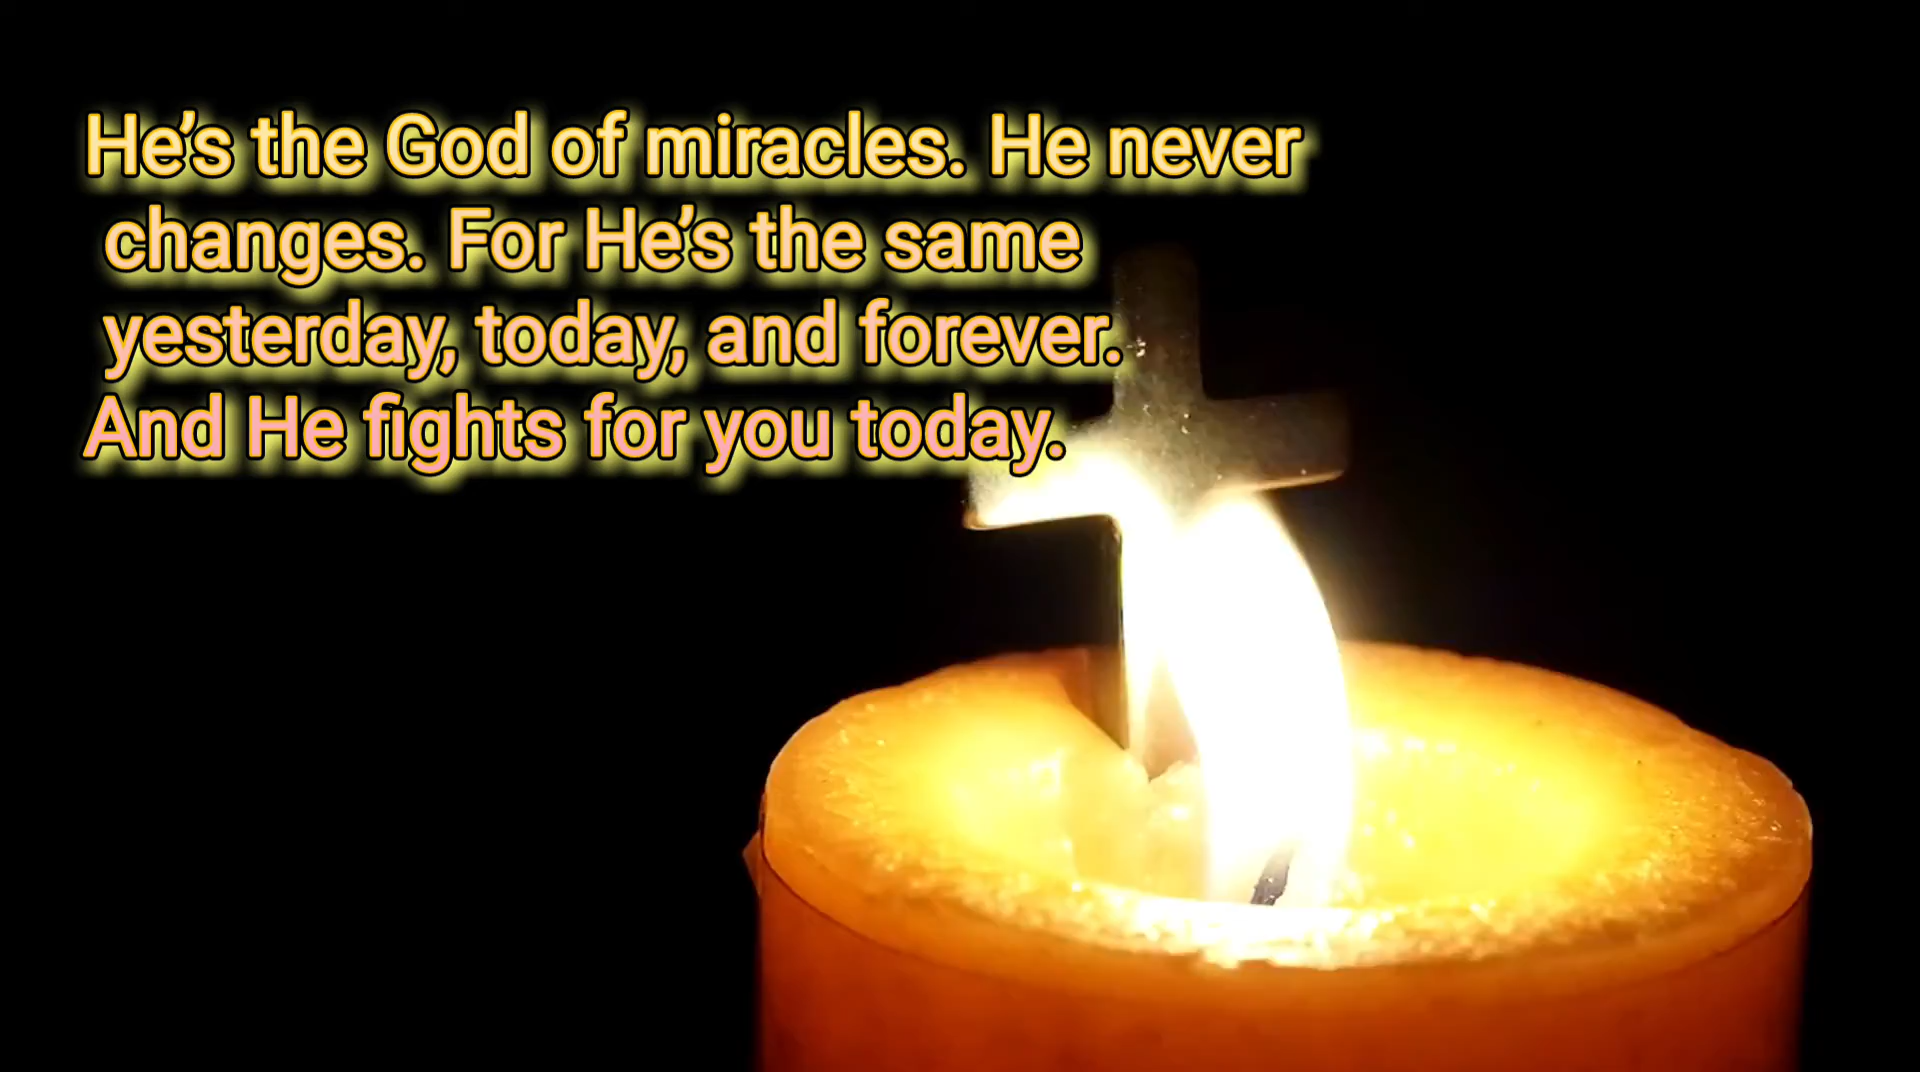 He’s the God of miracles. He never
changes. For He’s the same
yesterday, today, and forever.
And He fights for you today.